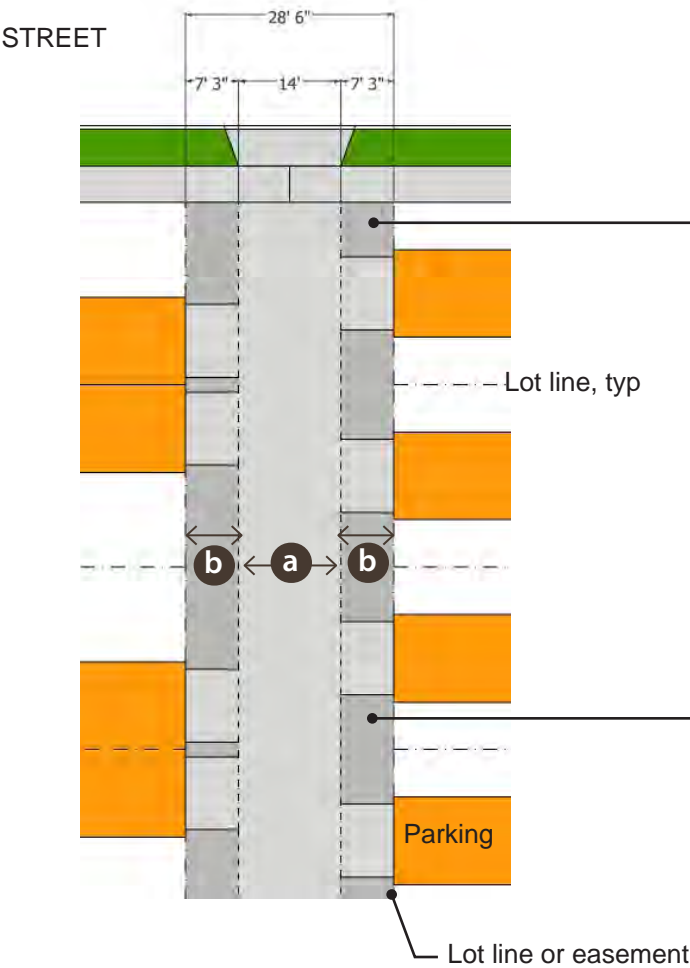 28' 6"
STREET
7' 3" 14' 7' 3"
Lot line, typ
b a b
Parking
Lot line or easement